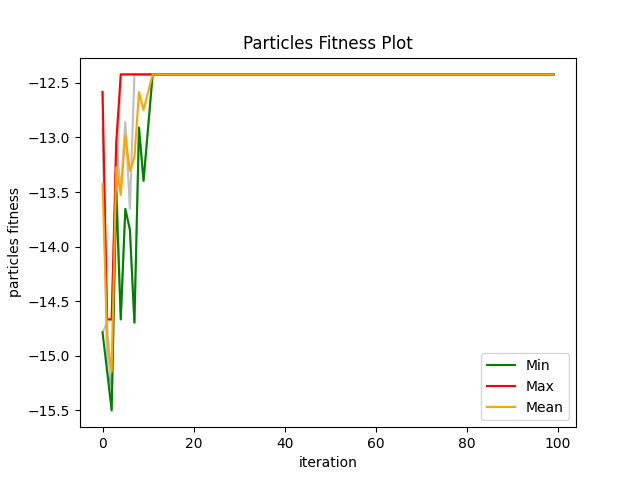 Particles Fitness Plot
particles fitness
−12.5
−13.0
−13.5
−14.0
−14.5
−15.0
−15.5
0 20 40 60 80 100
iteration
Min
Max
Mean